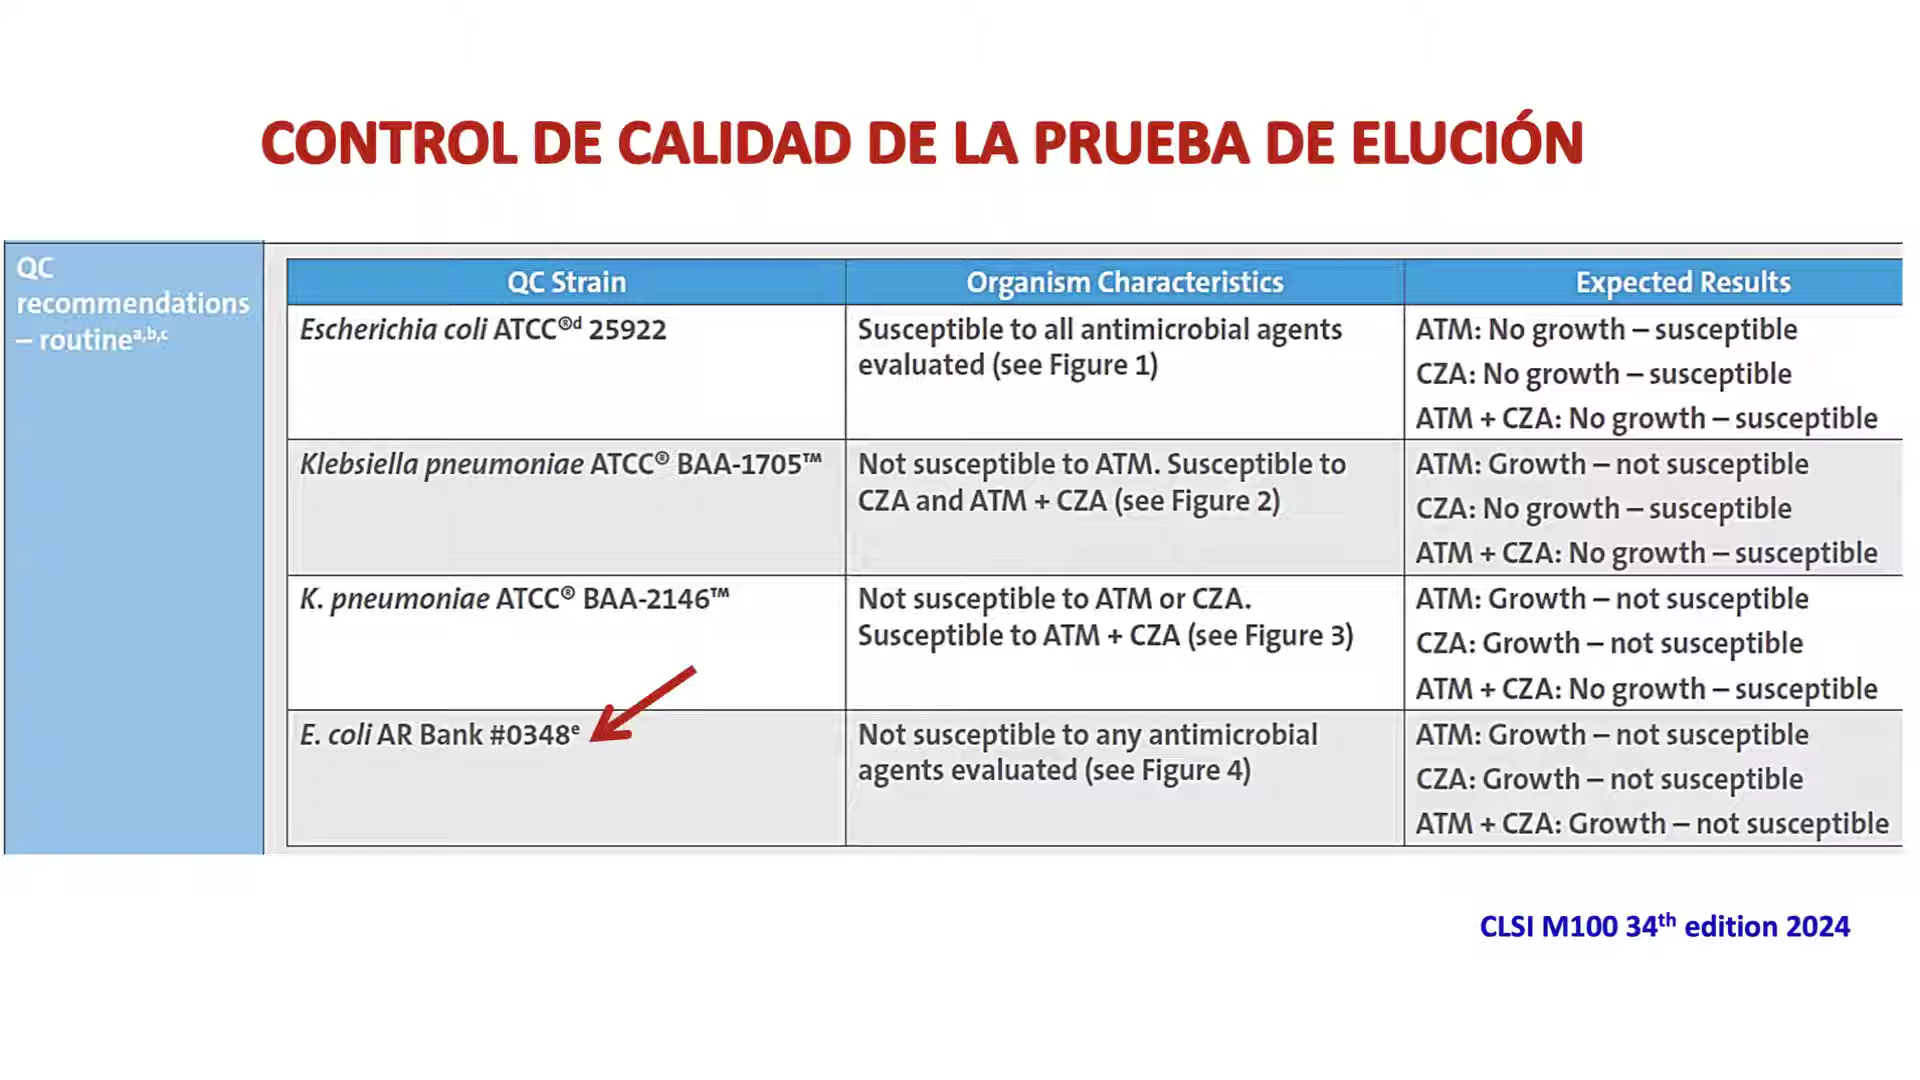 CONTROL DE CALIDAD DE LA PRUEBA DE ELUCIÓN
QC
recommendations
– routineᵃ,ᵇ,ᶜ
QC Strain
Organism Characteristics
Expected Results
Escherichia coli ATCC®ᵈ 25922
Susceptible to all antimicrobial agents
evaluated (see Figure 1)
ATM: No growth – susceptible
CZA: No growth – susceptible
ATM + CZA: No growth – susceptible
Klebsiella pneumoniae ATCC® BAA-1705™
Not susceptible to ATM. Susceptible to
CZA and ATM + CZA (see Figure 2)
ATM: Growth – not susceptible
CZA: No growth – susceptible
ATM + CZA: No growth – susceptible
K. pneumoniae ATCC® BAA-2146™
Not susceptible to ATM or CZA.
Susceptible to ATM + CZA (see Figure 3)
ATM: Growth – not susceptible
CZA: Growth – not susceptible
ATM + CZA: No growth – susceptible
E. coli AR Bank #0348ᵉ
Not susceptible to any antimicrobial
agents evaluated (see Figure 4)
ATM: Growth – not susceptible
CZA: Growth – not susceptible
ATM + CZA: Growth – not susceptible
CLSI M100 34ᵗʰ edition 2024